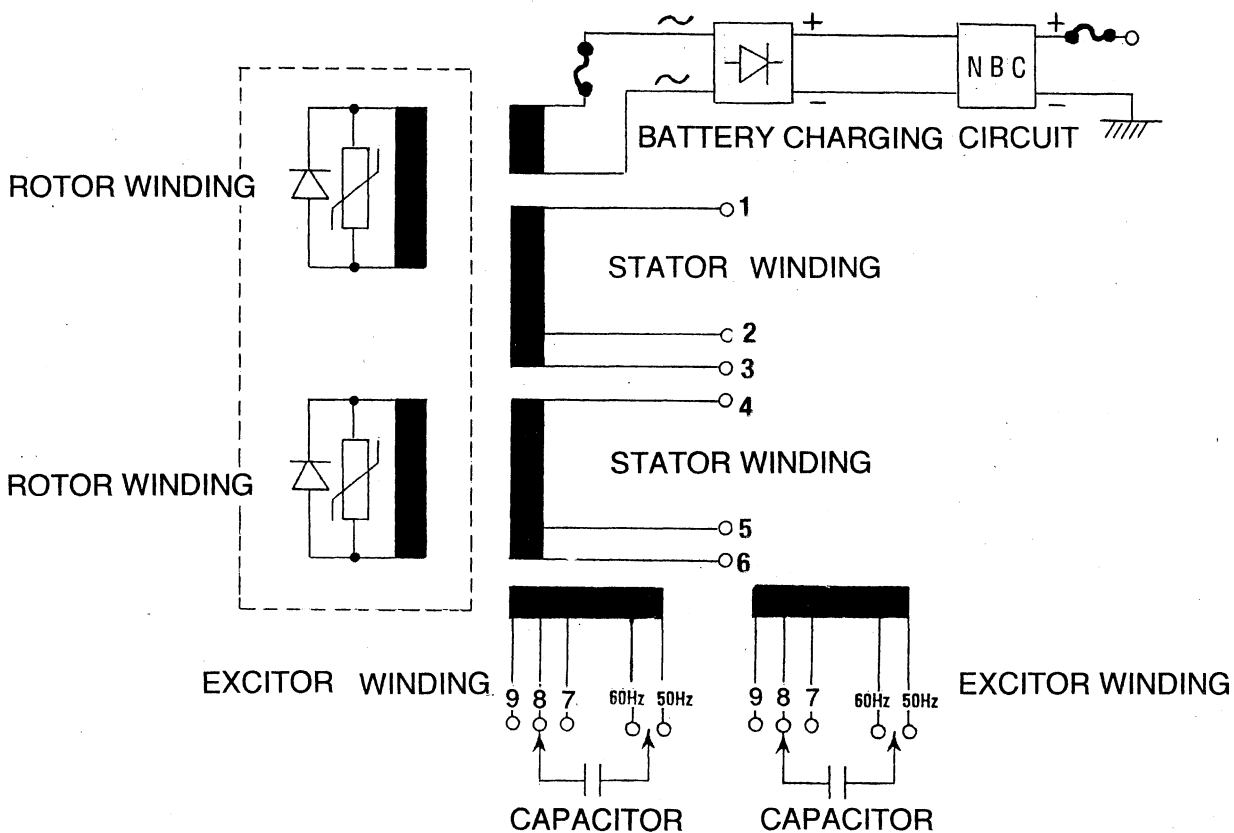 ~ + +
~ NBC
- -
BATTERY CHARGING CIRCUIT
ROTOR WINDING
1
STATOR WINDING
2
3
4
STATOR WINDING
ROTOR WINDING
5
6
EXCITOR WINDING
9 8 7 60Hz 50Hz
9 8 7 60Hz 50Hz
EXCITOR WINDING
CAPACITOR
CAPACITOR